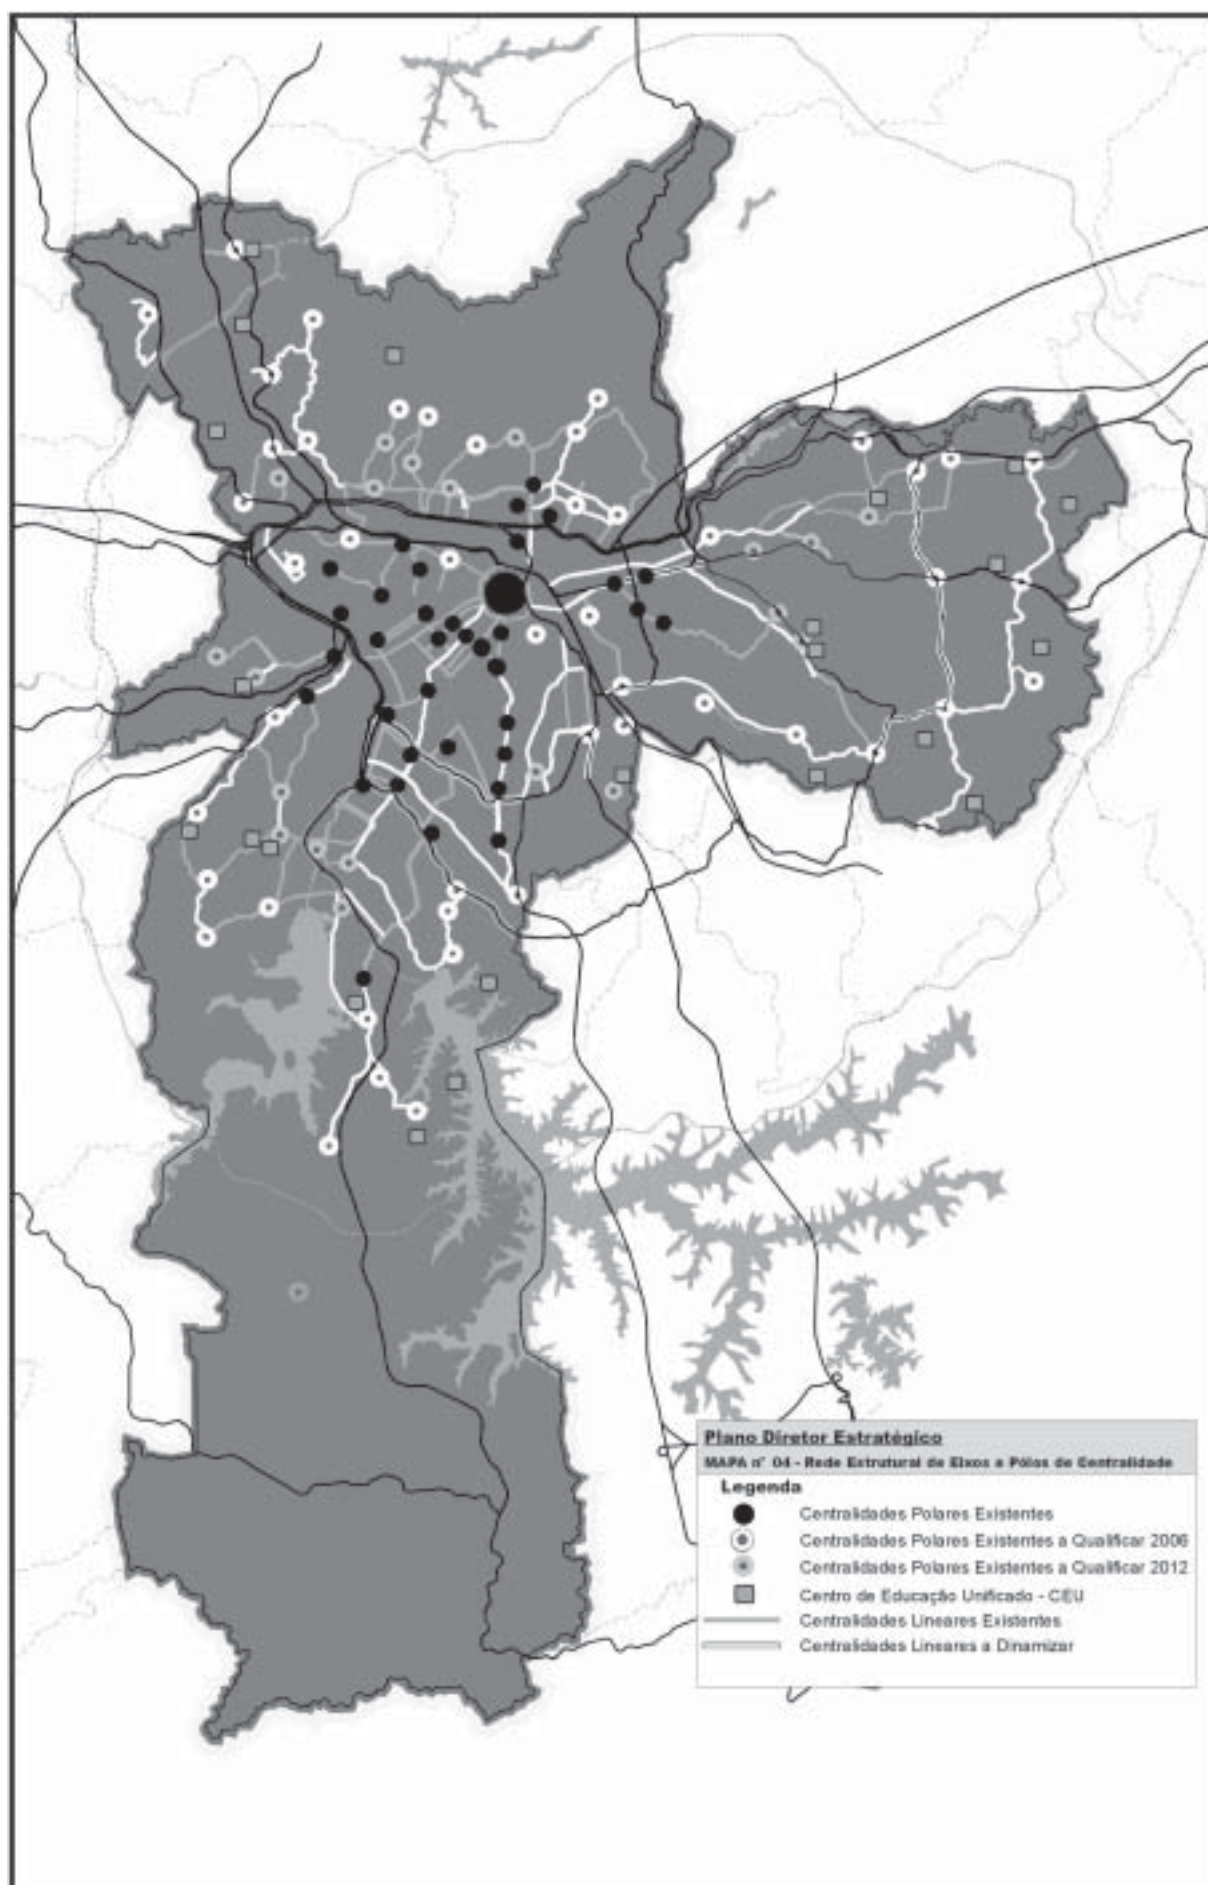 Plano Diretor Estratégico
MAPA n° 04 - Rede Estrutural de Eixos e Pólos de Centralidade
Legenda
Centralidades Polares Existentes
Centralidades Polares Existentes a Qualificar 2006
Centralidades Polares Existentes a Qualificar 2012
Centro de Educação Unificado - CEU
Centralidades Lineares Existentes
Centralidades Lineares a Dinamizar